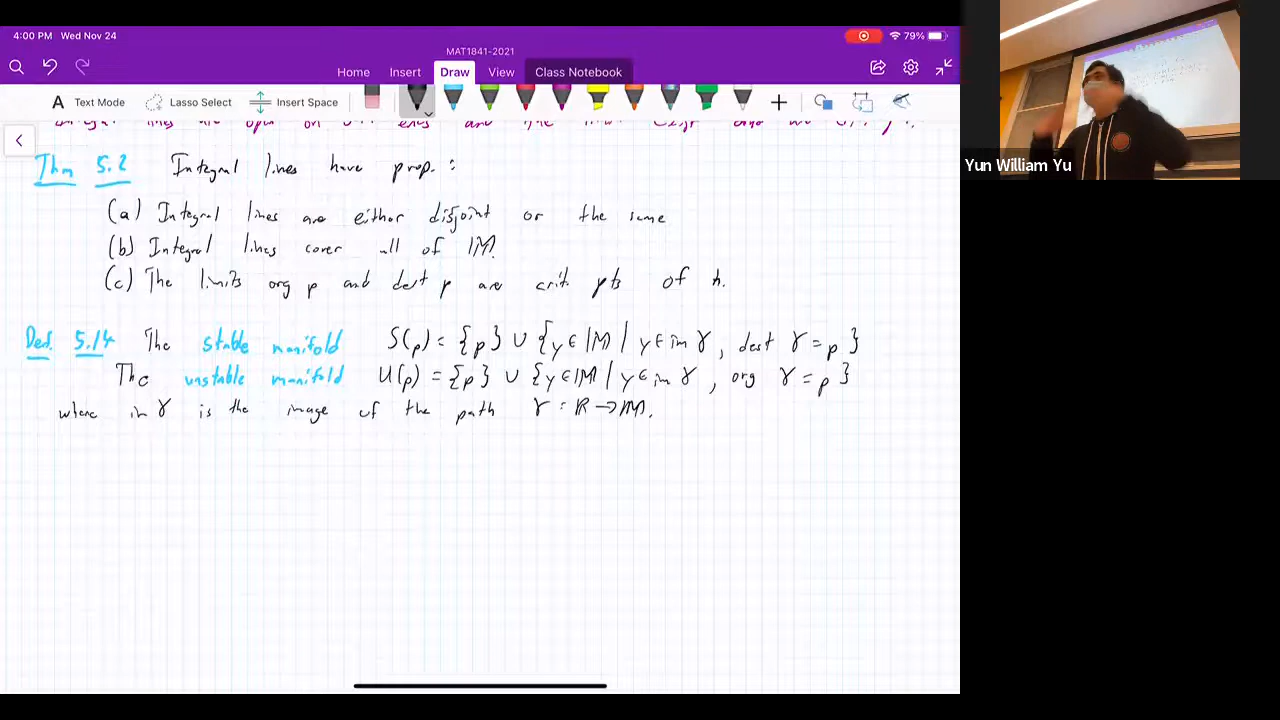 4:00 PM Wed Nov 24
79%
MAT1841-2021
Home Insert Draw View Class Notebook
Text Mode Lasso Select Insert Space
Thm 5.2 Integral lines have prop. :
(a) Integral lines are either disjoint or the same
(b) Integral lines cover all of M.
(c) The limits org p and dest p are crit. pts of h.
Def. 5.14 The stable manifold S(p) = {p} ∪ {y ∈ M | y ∈ im γ, dest γ = p}
The unstable manifold U(p) = {p} ∪ {y ∈ M | y ∈ im γ, org γ = p}
where im γ is the image of the path γ : R → M.
Yun William Yu